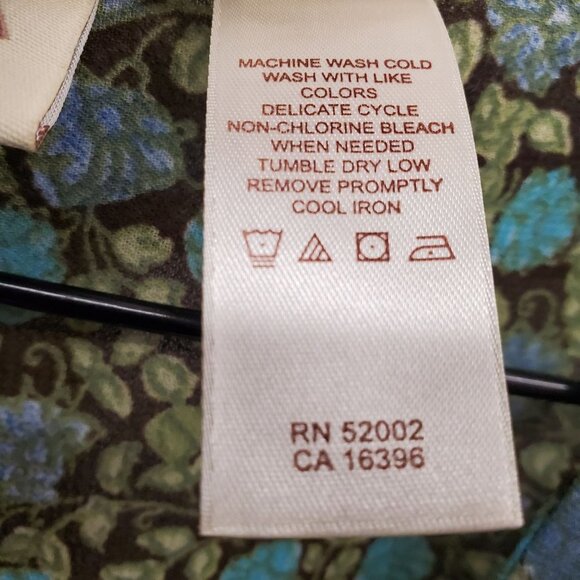 MACHINE WASH COLD
WASH WITH LIKE
COLORS
DELICATE CYCLE
NON-CHLORINE BLEACH
WHEN NEEDED
TUMBLE DRY LOW
REMOVE PROMPTLY
COOL IRON
RN 52002
CA 16396